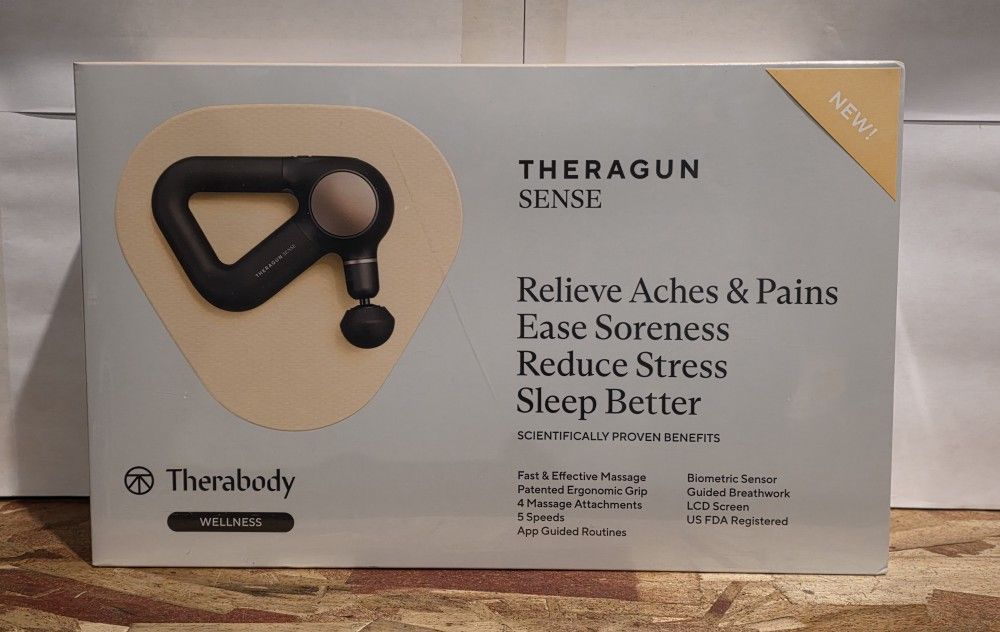 NEW!
THERAGUN
SENSE
THERAGUN SENSE
Relieve Aches & Pains
Ease Soreness
Reduce Stress
Sleep Better
SCIENTIFICALLY PROVEN BENEFITS
Therabody
WELLNESS
Fast & Effective Massage
Patented Ergonomic Grip
4 Massage Attachments
5 Speeds
App Guided Routines
Biometric Sensor
Guided Breathwork
LCD Screen
US FDA Registered